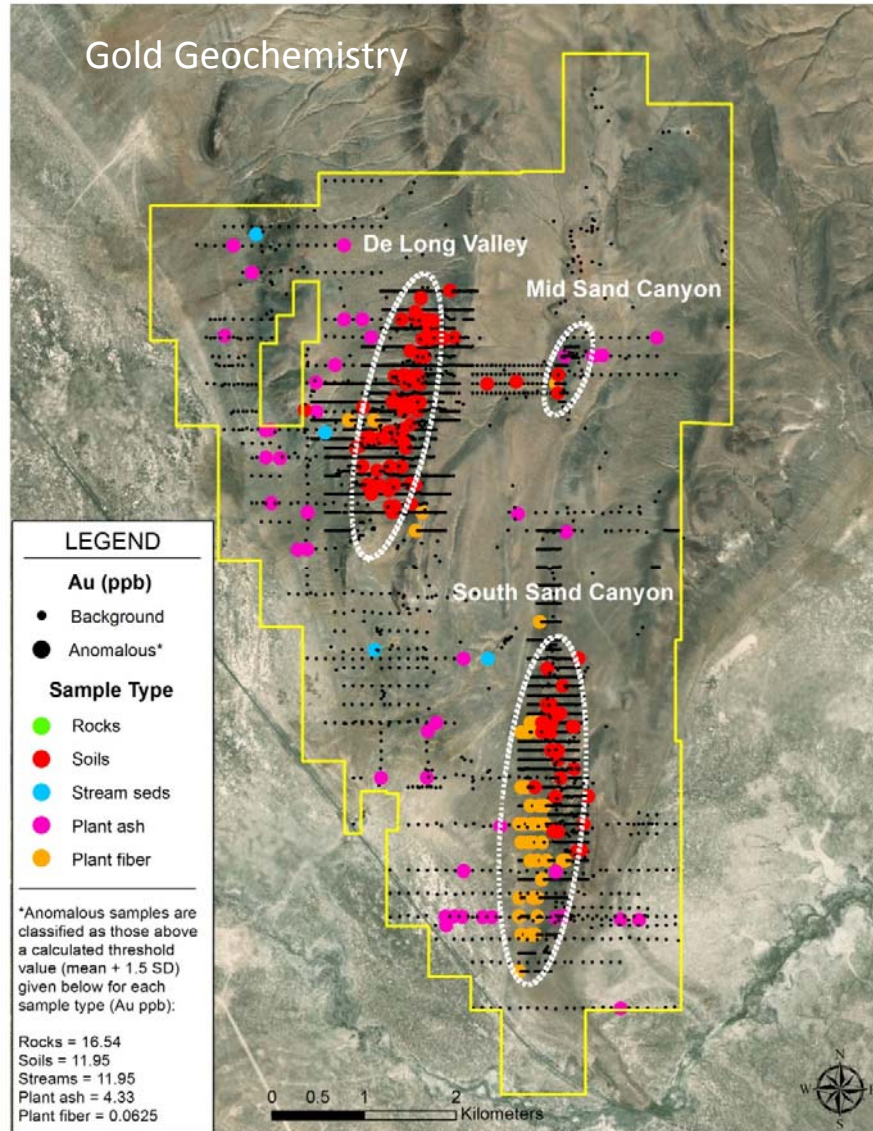 Gold Geochemistry
De Long Valley
Mid Sand Canyon
South Sand Canyon
LEGEND
Au (ppb)
Background
Anomalous*
Sample Type
Rocks
Soils
Stream seds
Plant ash
Plant fiber
*Anomalous samples are
classified as those above
a calculated threshold
value (mean + 1.5 SD)
given below for each
sample type (Au ppb):
Rocks = 16.54
Soils = 11.95
Streams = 11.95
Plant ash = 4.33
Plant fiber = 0.0625
0 0.5 1 2
Kilometers
N
W E
S